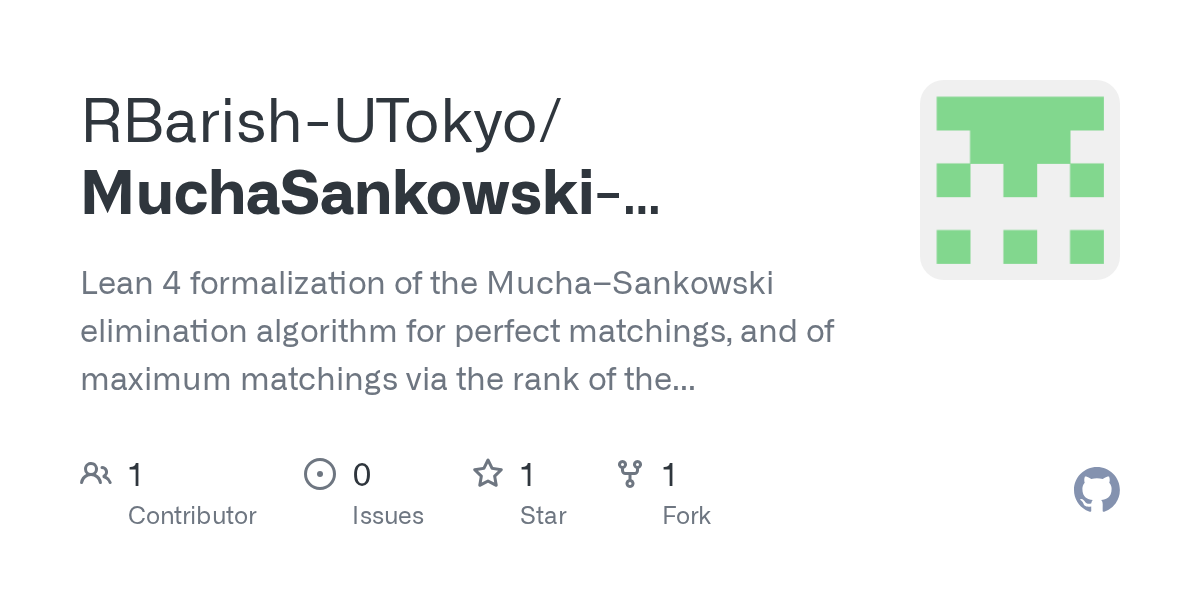 RBarish-UTokyo/
MuchaSankowski-...
Lean 4 formalization of the Mucha–Sankowski
elimination algorithm for perfect matchings, and of
maximum matchings via the rank of the...
1 0 1 1
Contributor Issues Star Fork